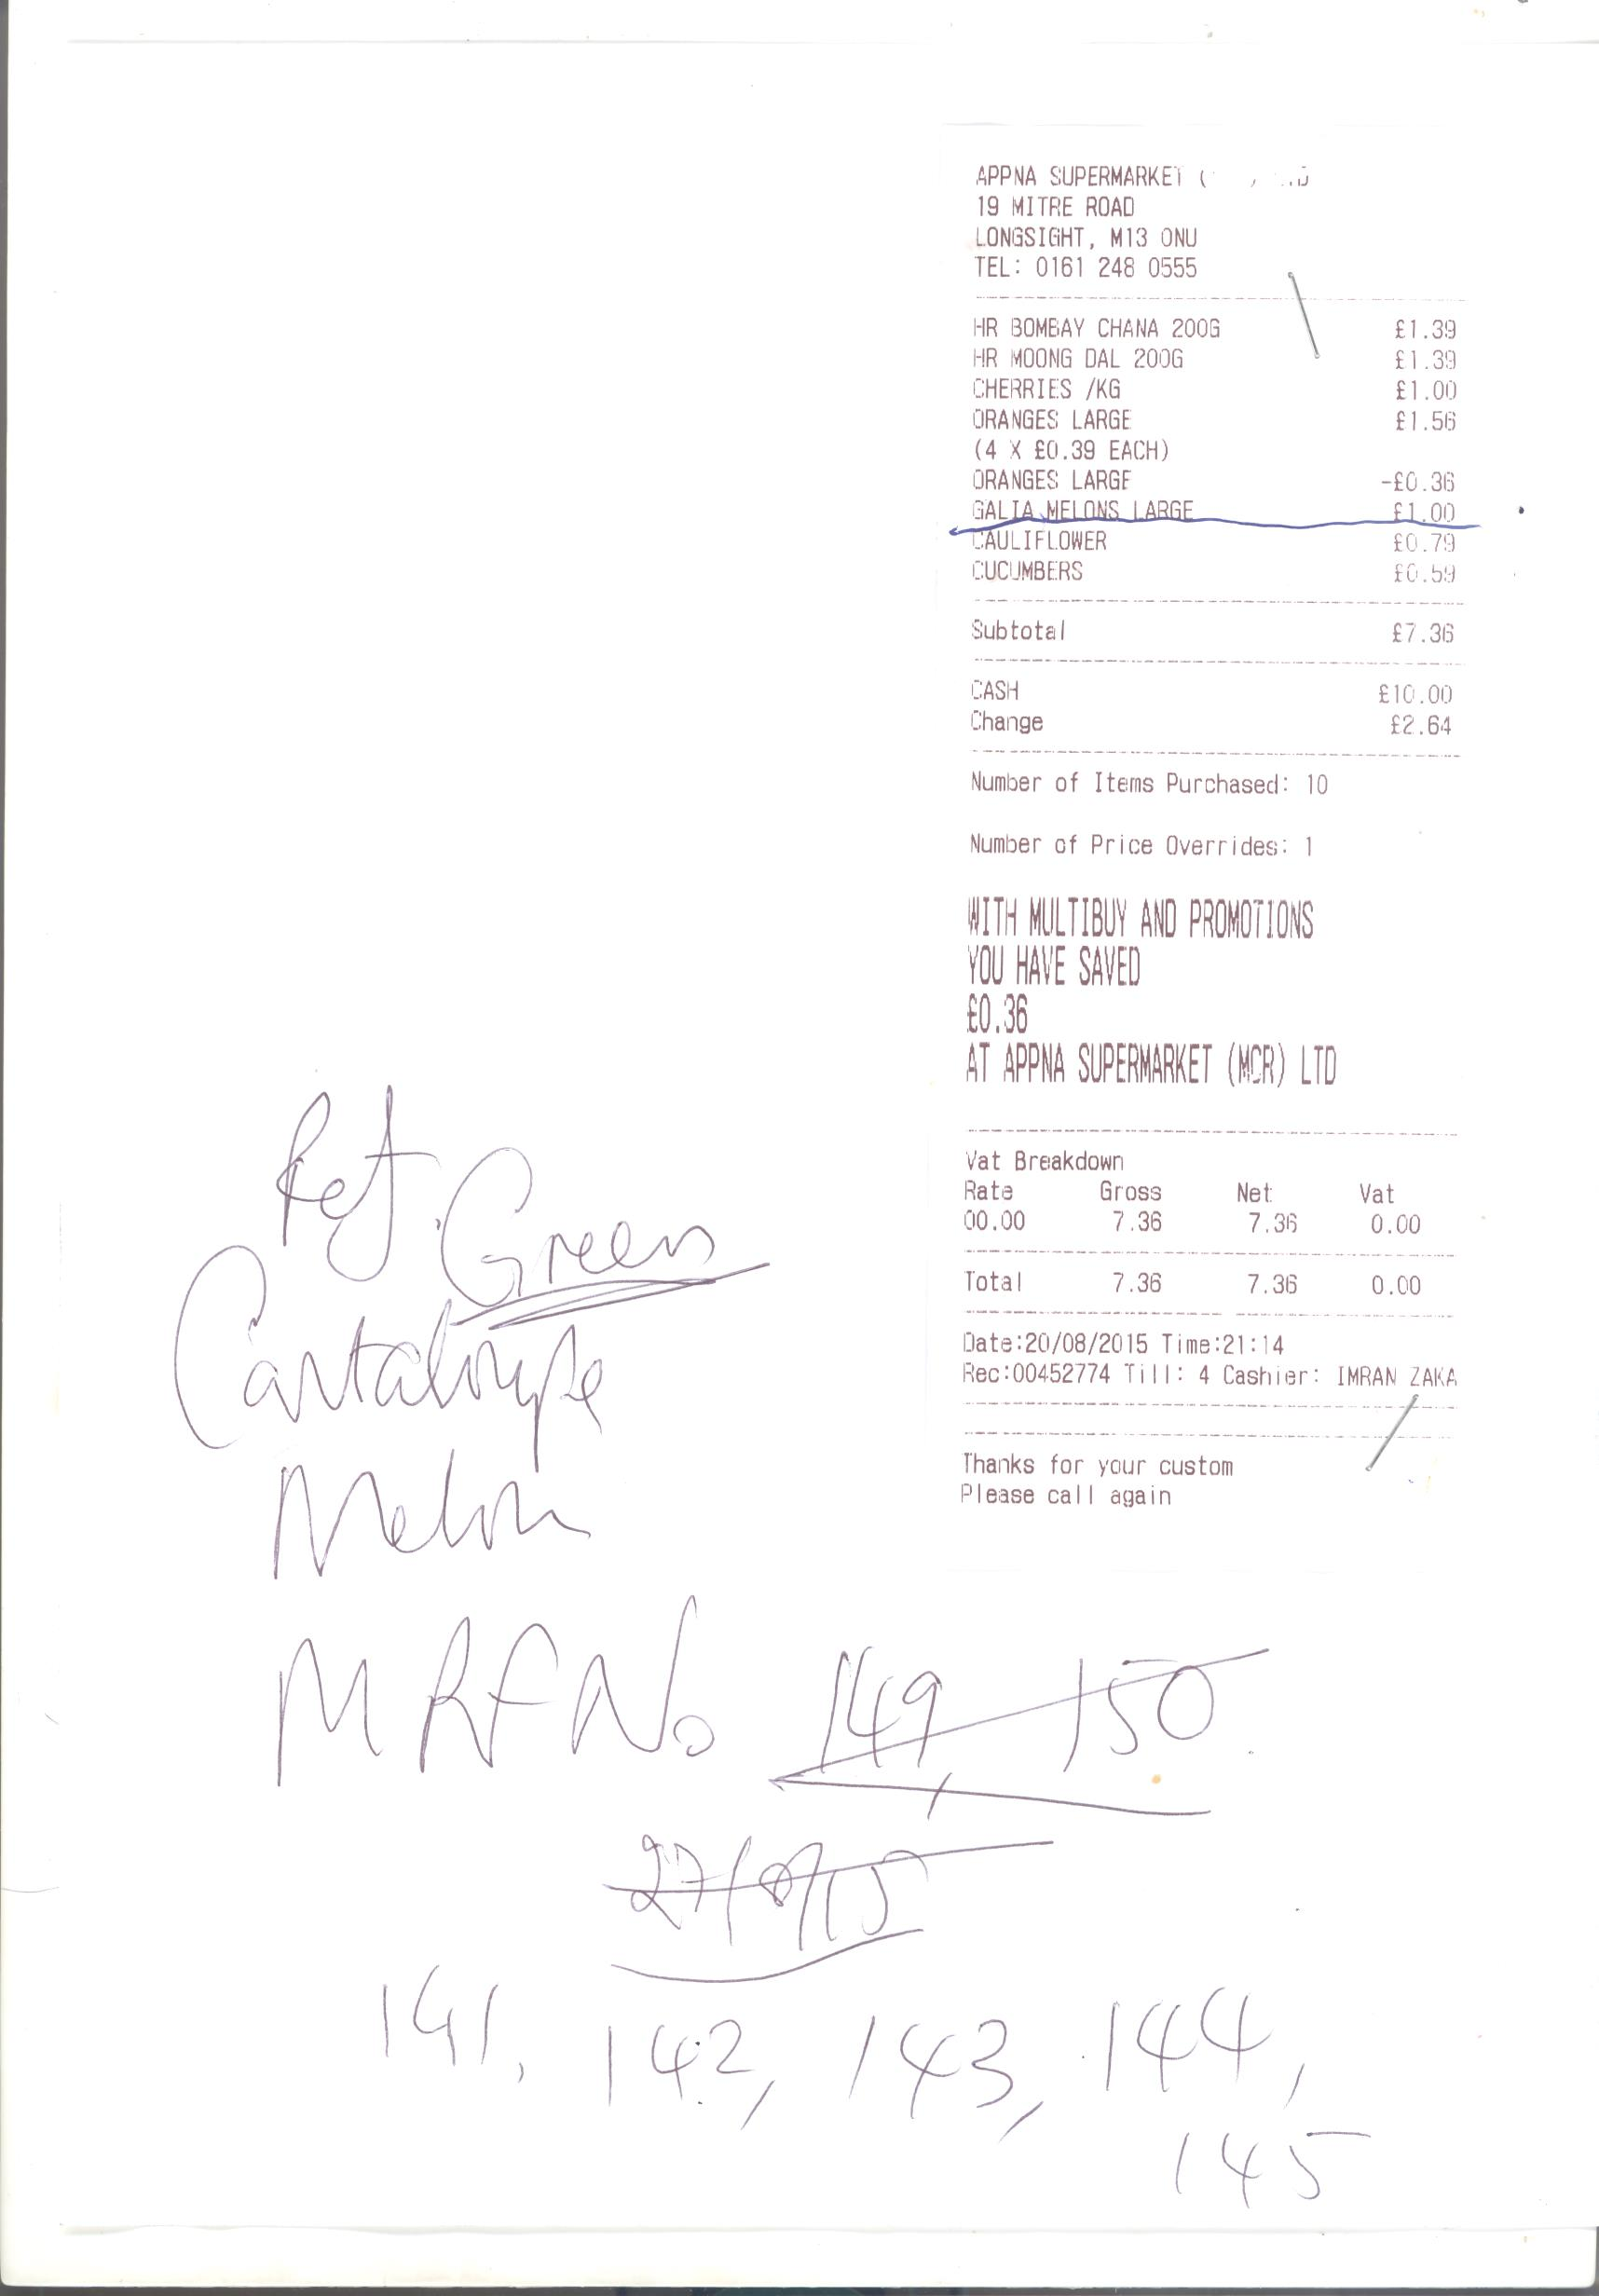 APPNA SUPERMARKET (
19 MITRE ROAD
LONGSIGHT, M13 0NU
TEL: 0161 248 0555
HR BOMBAY CHANA 200G £1.39
HR MOONG DAL 200G £1.39
CHERRIES /KG £1.00
ORANGES LARGE £1.56
(4 X £0.39 EACH)
ORANGES LARGE -£0.36
GALIA MELONS LARGE £1.00
CAULIFLOWER £0.79
CUCUMBERS £0.59
Subtotal £7.36
CASH £10.00
Change £2.64
Number of Items Purchased: 10
Number of Price Overrides: 1
WITH MULTIBUY AND PROMOTIONS
YOU HAVE SAVED
£0.36
AT APPNA SUPERMARKET (MCR) LTD
Vat Breakdown
Rate Gross Net Vat
00.00 7.36 7.36 0.00
Total 7.36 7.36 0.00
Date:20/08/2015 Time:21:14
Rec:00452774 Till: 4 Cashier: IMRAN ZAKA
Thanks for your custom
Please call again
Ref. Green
Cantaloupe
Melon
MRF No 149, 150
27/8/15
141, 142, 143, 144,
145